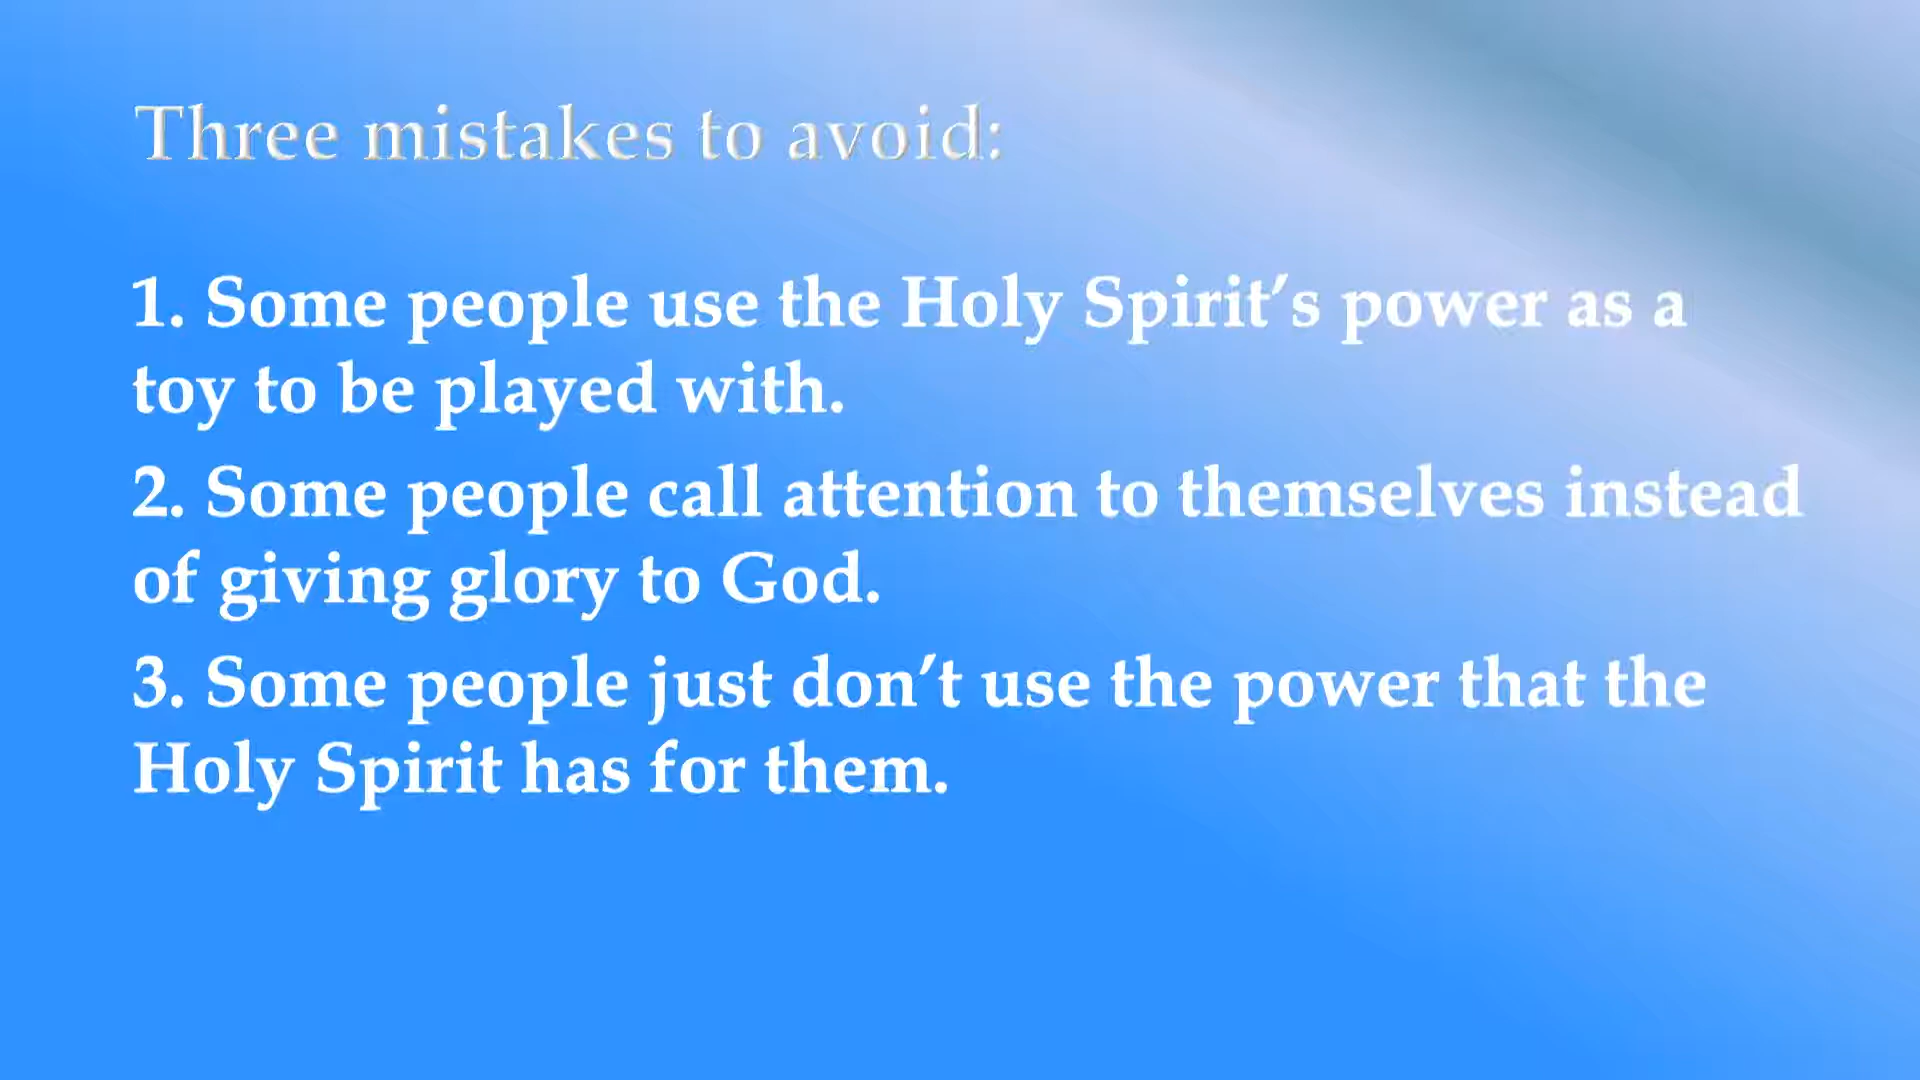 Three mistakes to avoid:
1. Some people use the Holy Spirit’s power as a
toy to be played with.
2. Some people call attention to themselves instead
of giving glory to God.
3. Some people just don’t use the power that the
Holy Spirit has for them.